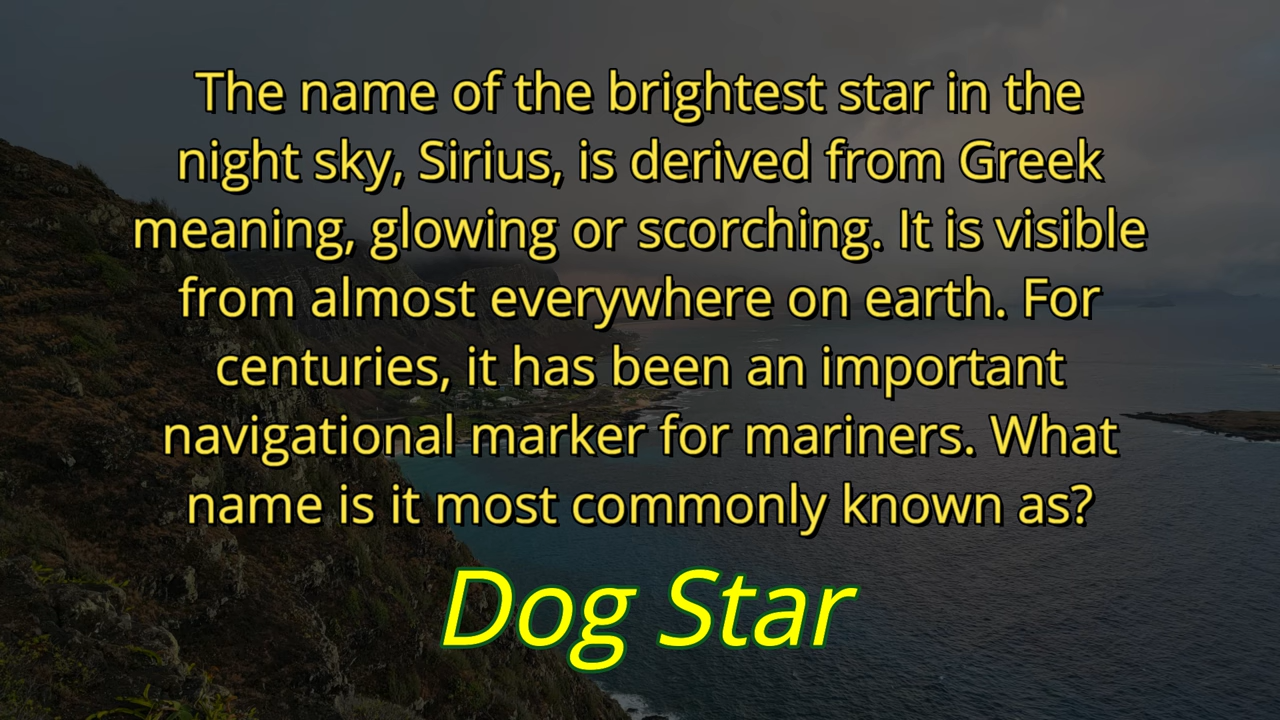 The name of the brightest star in the
night sky, Sirius, is derived from Greek
meaning, glowing or scorching. It is visible
from almost everywhere on earth. For
centuries, it has been an important
navigational marker for mariners. What
name is it most commonly known as?
Dog Star